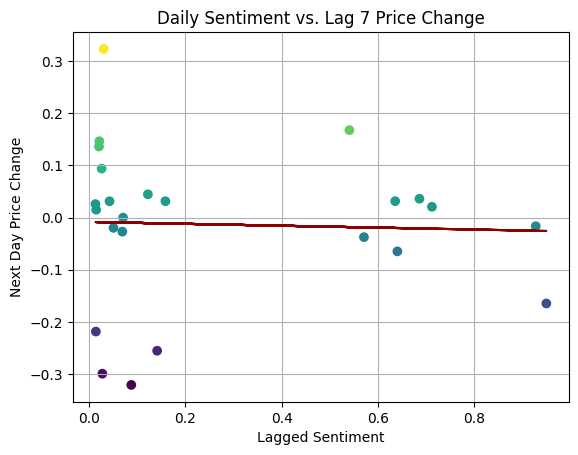 Daily Sentiment vs. Lag 7 Price Change
Next Day Price Change
0.3
0.2
0.1
0.0
−0.1
−0.2
−0.3
0.0 0.2 0.4 0.6 0.8
Lagged Sentiment